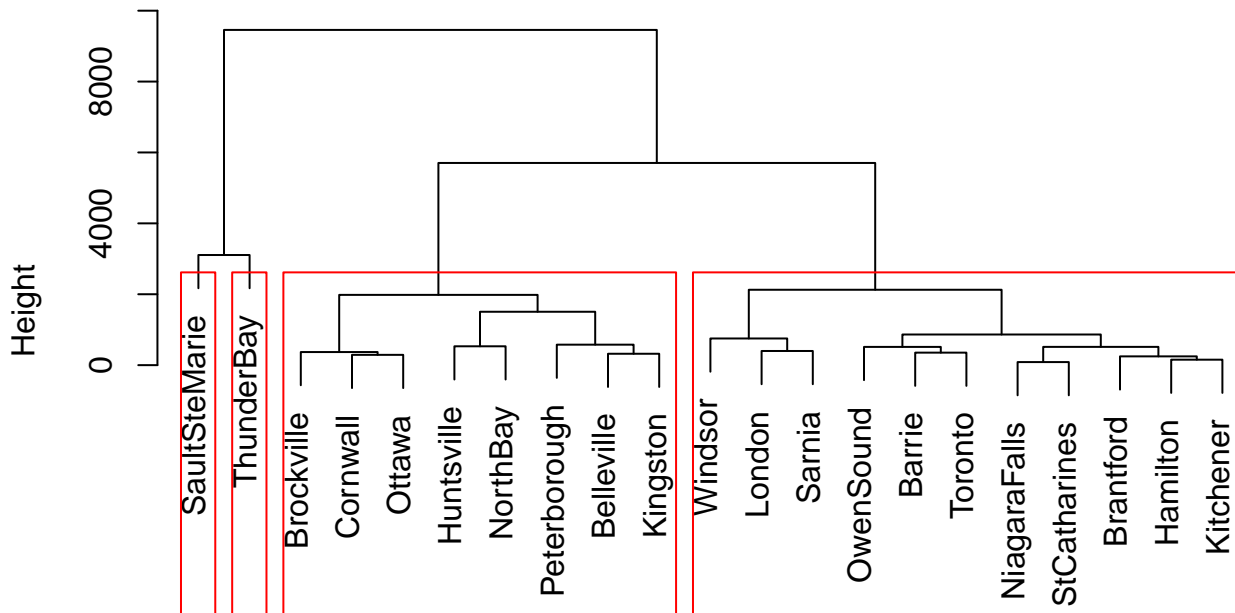 Height
8000
4000
0
SaultSteMarie
ThunderBay
Brockville
Cornwall
Ottawa
Huntsville
NorthBay
Peterborough
Belleville
Kingston
Windsor
London
Sarnia
OwenSound
Barrie
Toronto
NiagaraFalls
StCatharines
Brantford
Hamilton
Kitchener